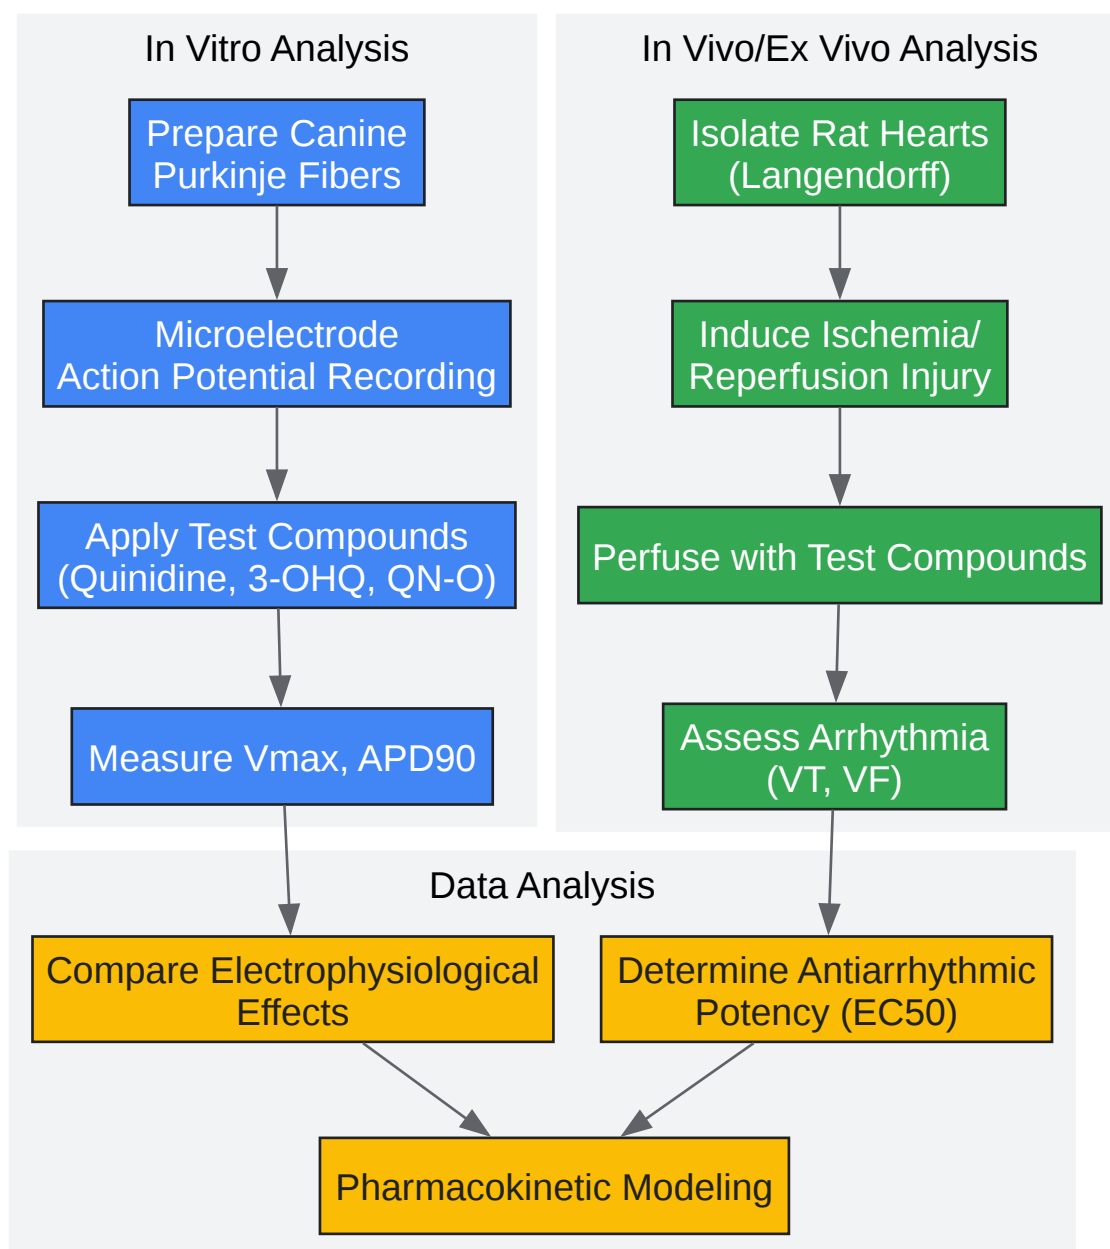 In Vitro Analysis
Prepare Canine
Purkinje Fibers
Microelectrode
Action Potential Recording
Apply Test Compounds
(Quinidine, 3-OHQ, QN-O)
Measure Vmax, APD90
In Vivo/Ex Vivo Analysis
Isolate Rat Hearts
(Langendorff)
Induce Ischemia/
Reperfusion Injury
Perfuse with Test Compounds
Assess Arrhythmia
(VT, VF)
Data Analysis
Compare Electrophysiological
Effects
Determine Antiarrhythmic
Potency (EC50)
Pharmacokinetic Modeling